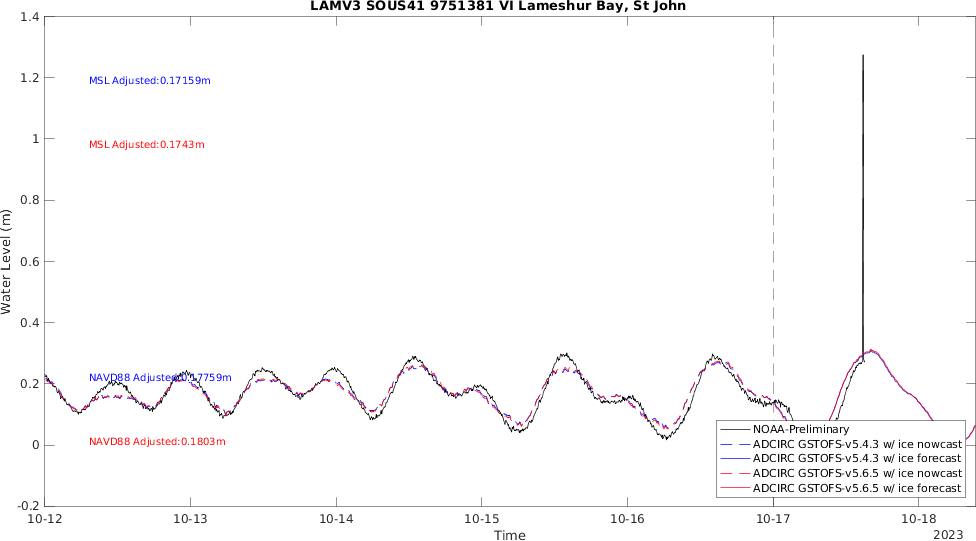 LAMV3 SOUS41 9751381 VI Lameshur Bay, St John
1.4
1.2
1
0.8
0.6
0.4
0.2
0
-0.2
Water Level (m)
MSL Adjusted:0.17159m
MSL Adjusted:0.1743m
NAVD88 Adjusted:0.17759m
NAVD88 Adjusted:0.1803m
NOAA-Preliminary
ADCIRC GSTOFS-v5.4.3 w/ ice nowcast
ADCIRC GSTOFS-v5.4.3 w/ ice forecast
ADCIRC GSTOFS-v5.6.5 w/ ice nowcast
ADCIRC GSTOFS-v5.6.5 w/ ice forecast
10-12 10-13 10-14 10-15 10-16 10-17 10-18
Time
2023